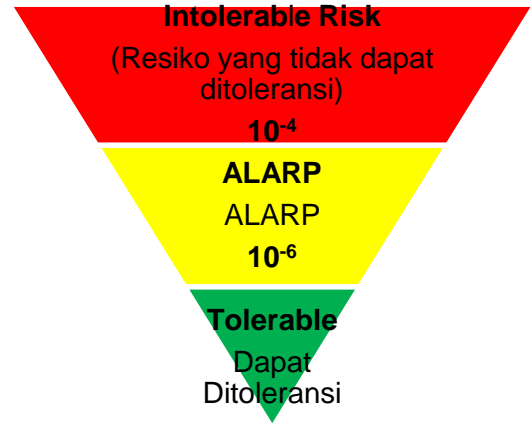 Intolerable Risk
(Resiko yang tidak dapat
ditoleransi)
10⁻⁴
ALARP
ALARP
10⁻⁶
Tolerable
Dapat
Ditoleransi